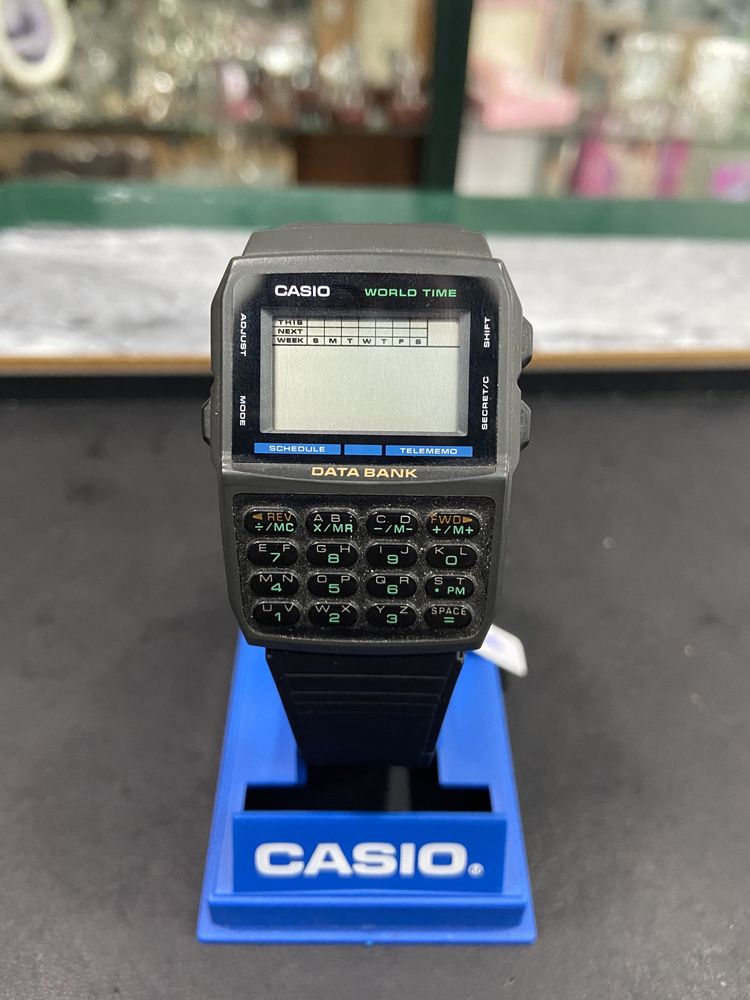 CASIO WORLD TIME
ADJUST
MODE
SHIFT
SECRET/C
THIS
NEXT
WEEK S M T W T F S
SCHEDULE TELEMEMO
DATA BANK
◄REV A B : C D FWD►
÷/MC X/MR −/M− +/M+
E F G H I J K L
7 8 9 0
M N O P Q R S T
4 5 6 • PM
U V W X Y Z SPACE
1 2 3 =
CASIO®